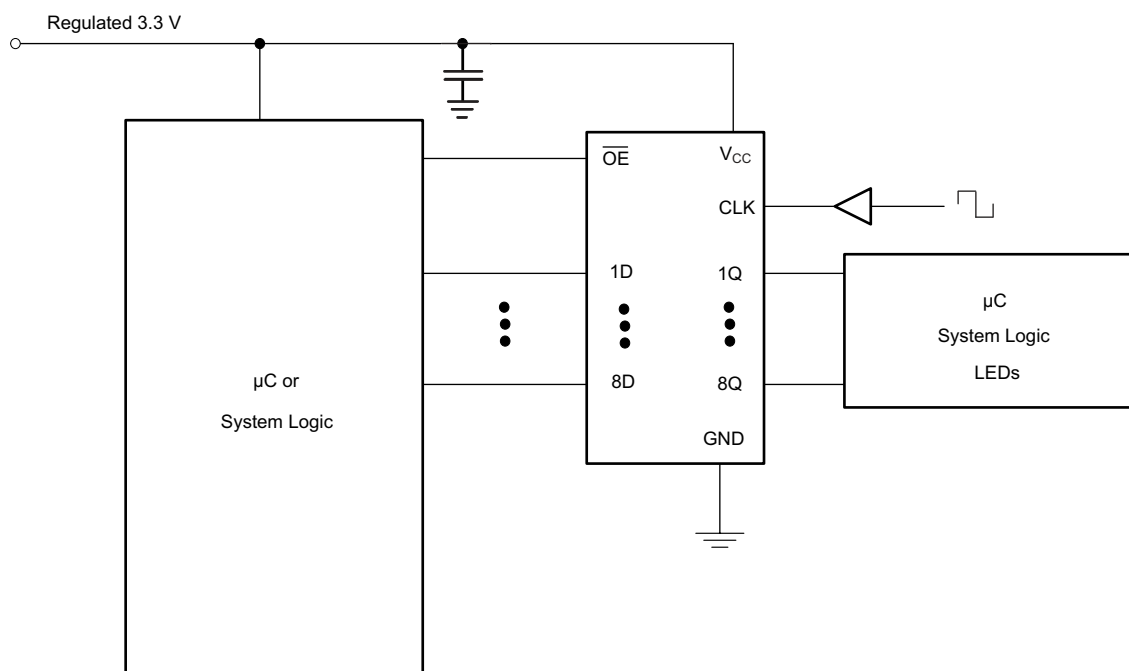 Regulated 3.3 V
OE
VCC
CLK
1D
1Q
µC
System Logic
LEDs
8D
8Q
µC or
System Logic
GND